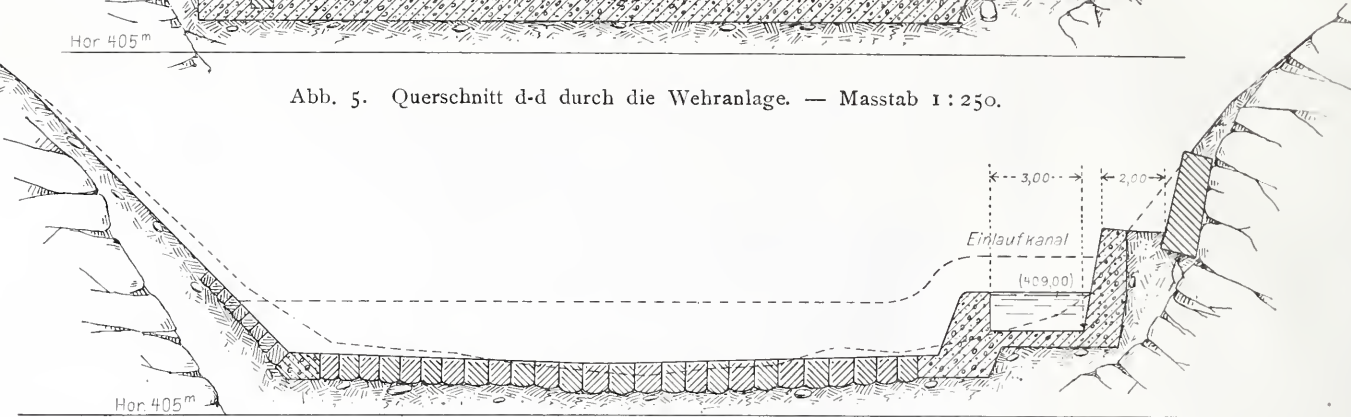 Hor 405ᵐ
Abb. 5. Querschnitt d-d durch die Wehranlage. — Masstab 1 : 250.
3,00 2,00
Einlaufkanal
(409,00)
Hor. 405ᵐ